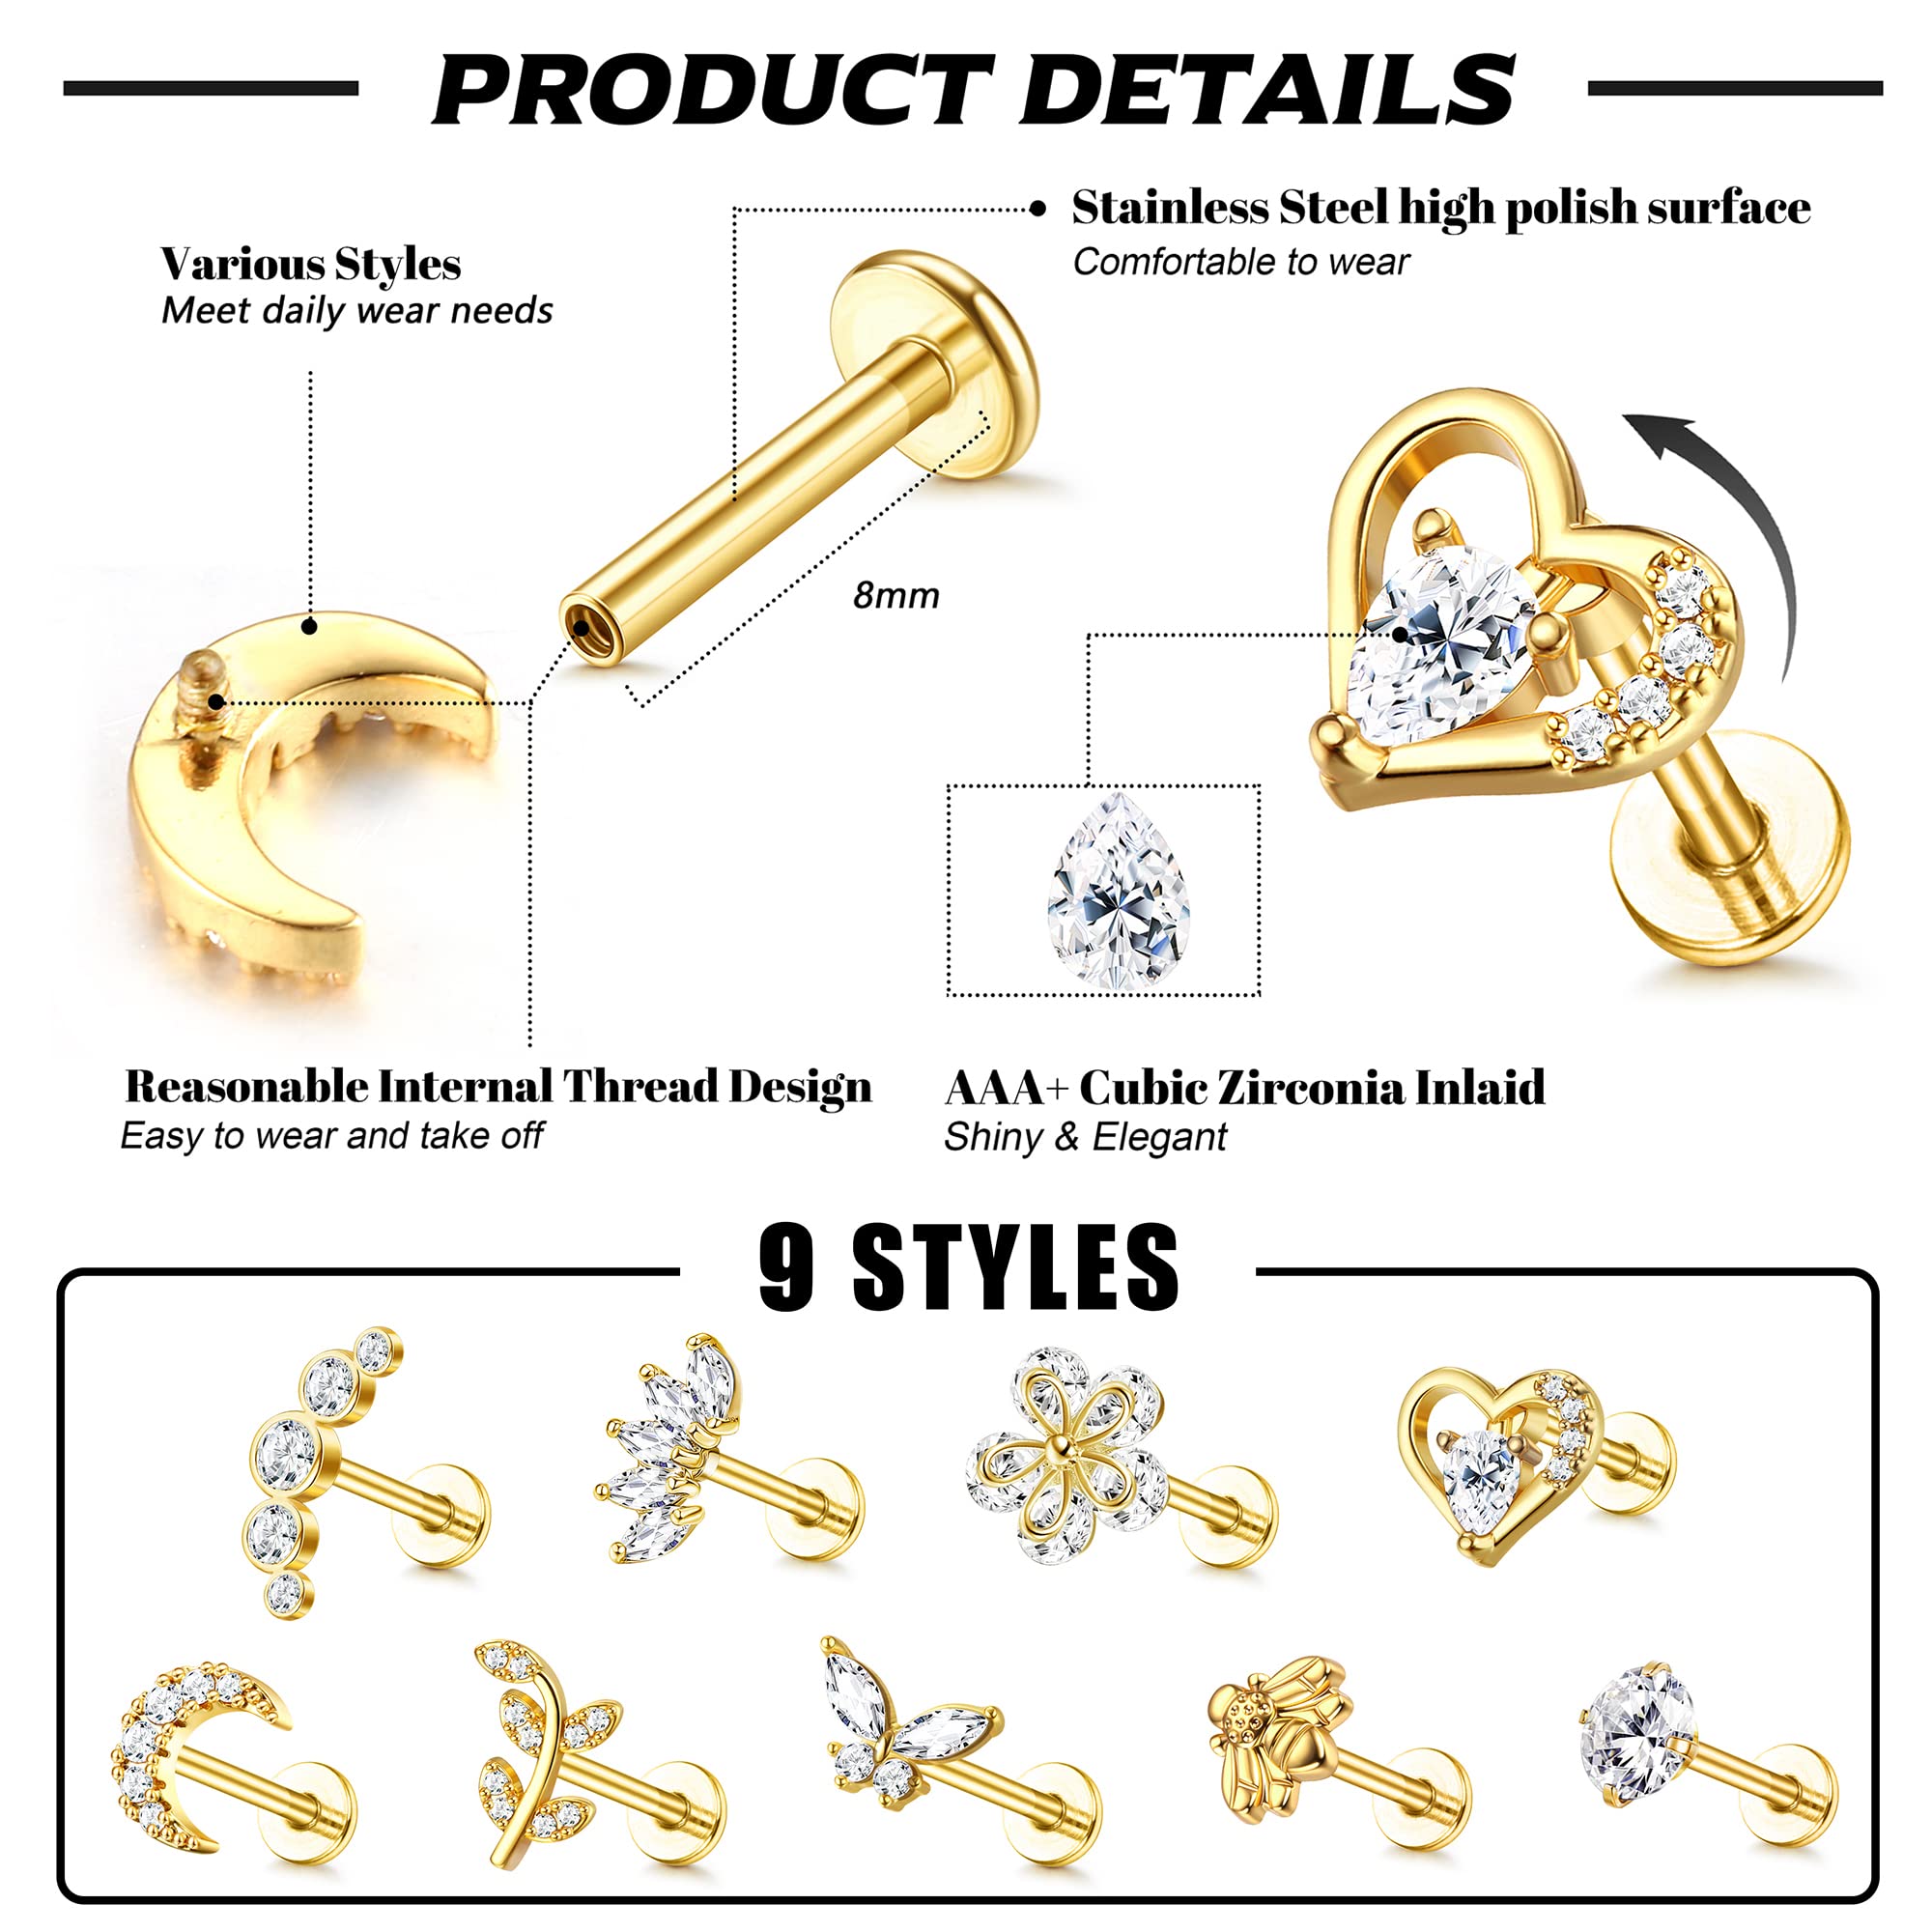 PRODUCT DETAILS
Stainless Steel high polish surface
Comfortable to wear
Various Styles
Meet daily wear needs
8mm
Reasonable Internal Thread Design
Easy to wear and take off
AAA+ Cubic Zirconia Inlaid
Shiny & Elegant
9 STYLES